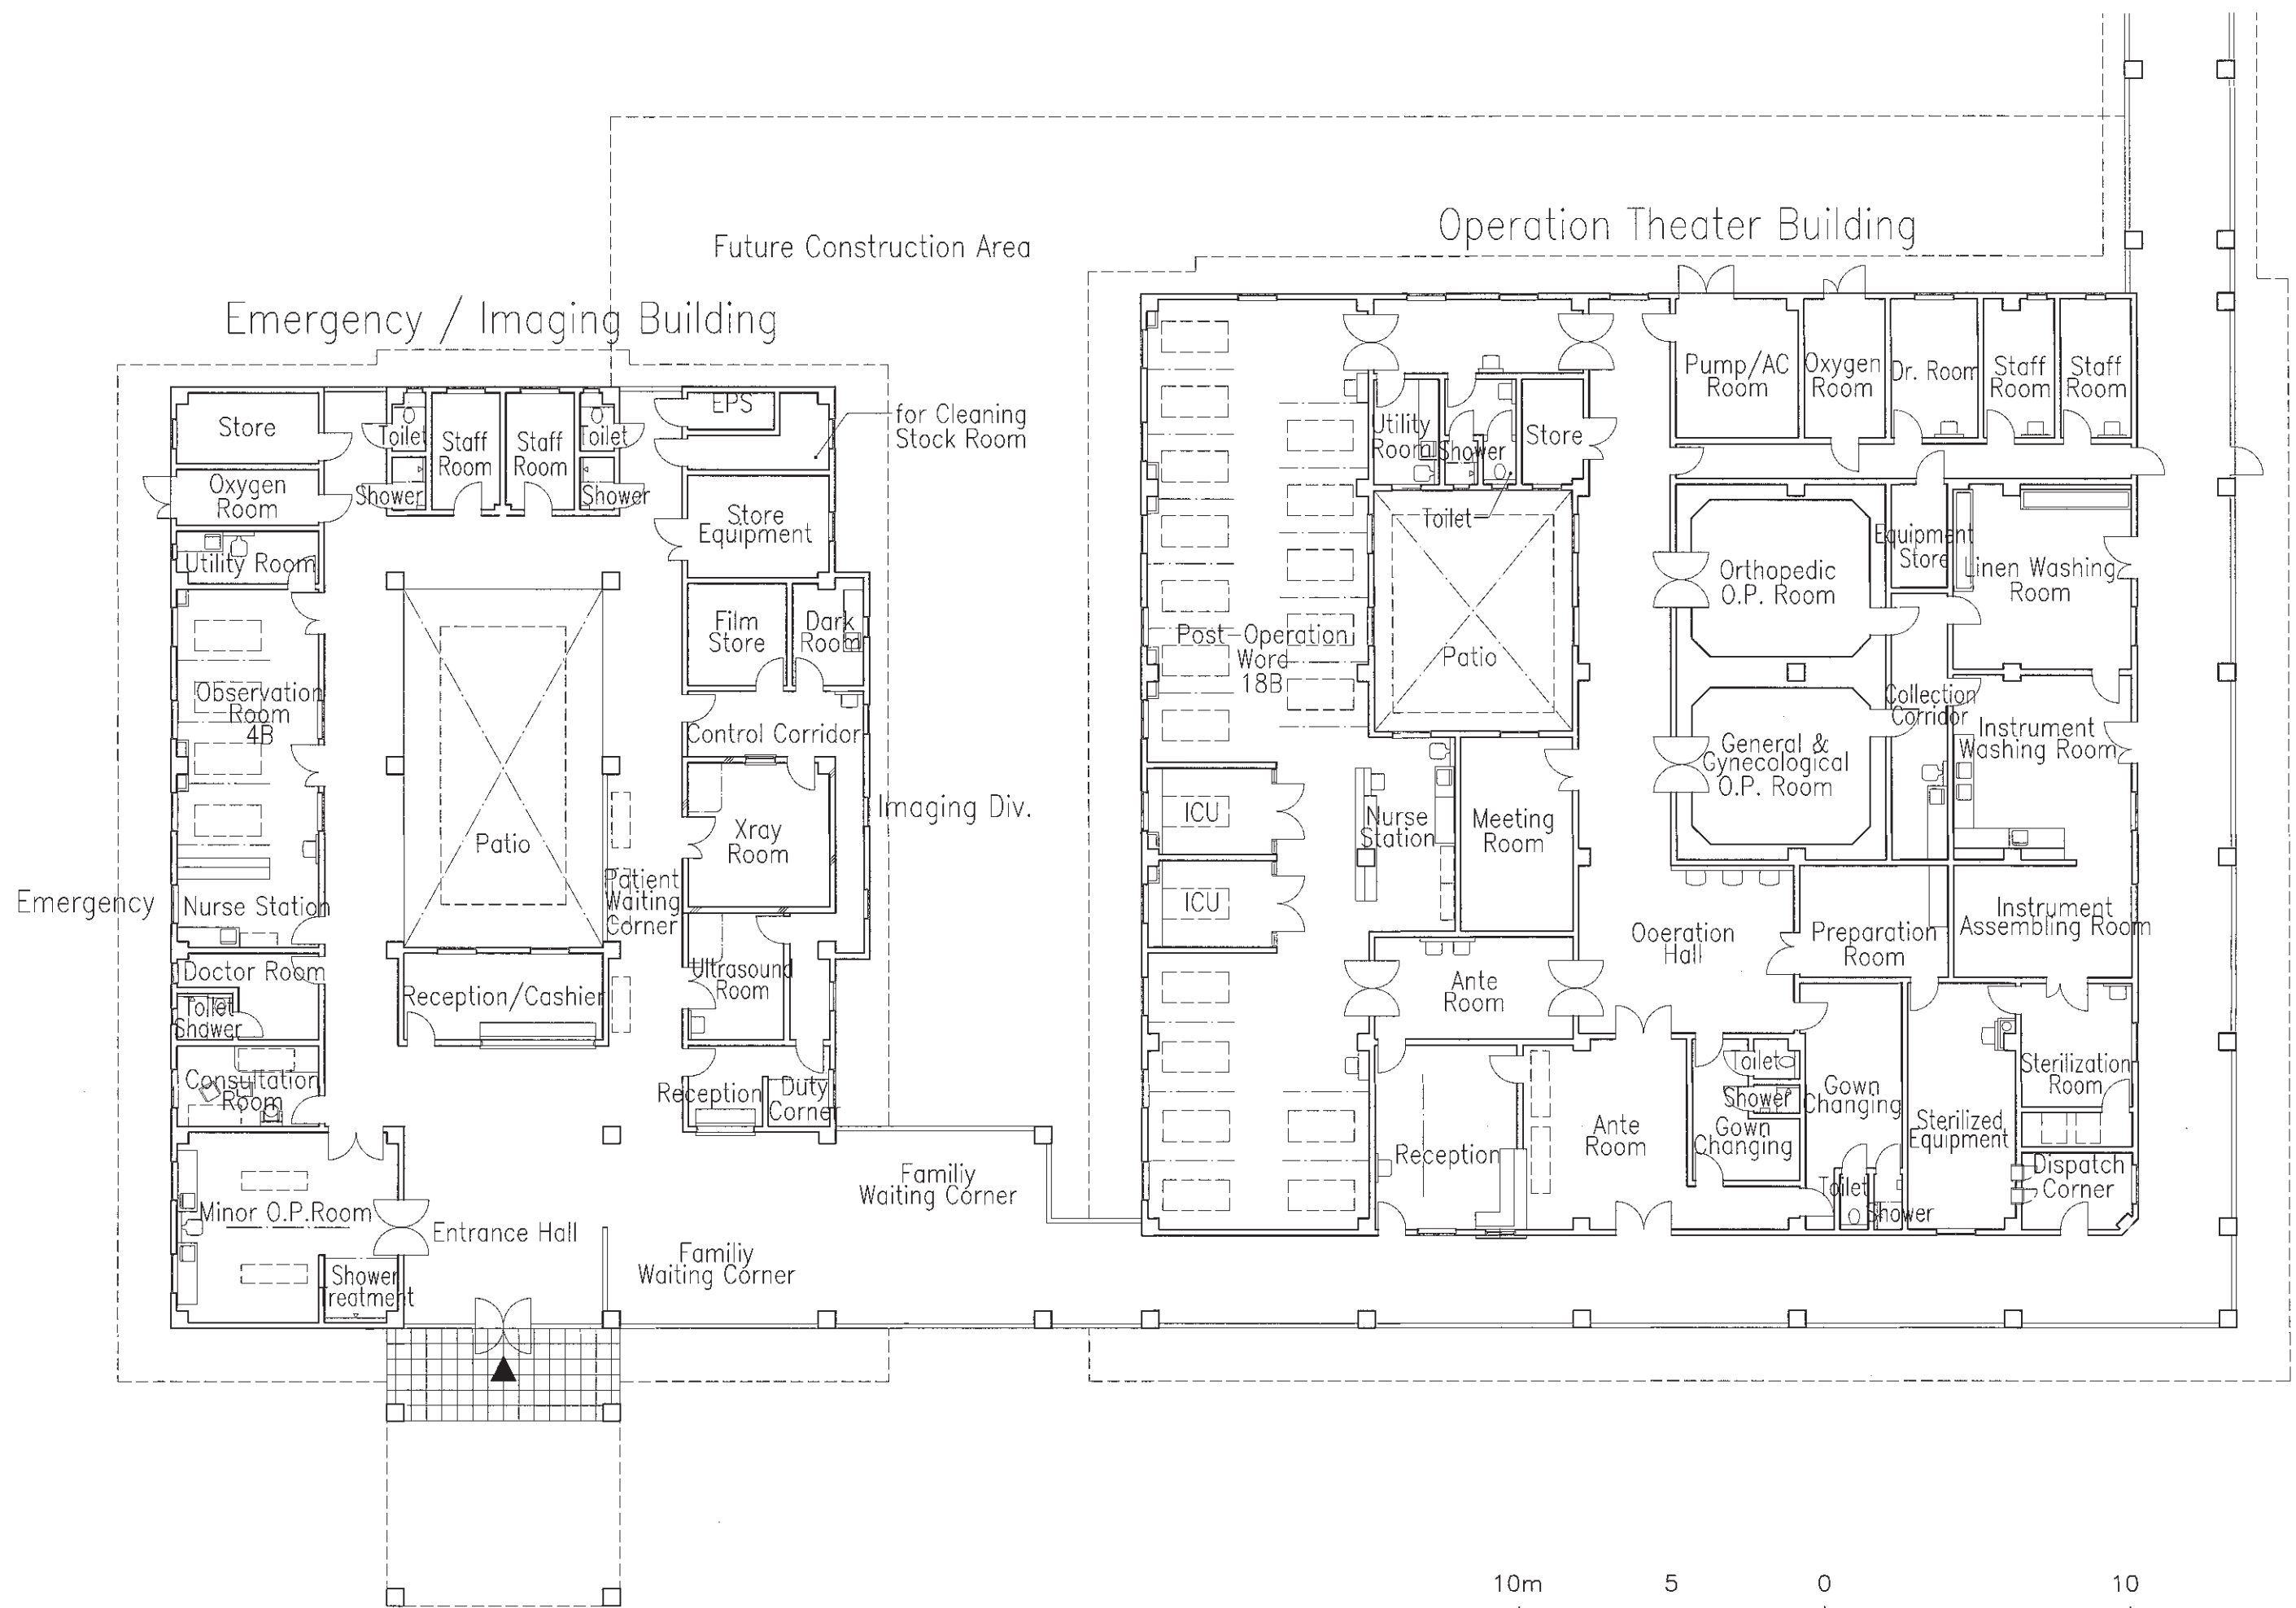 Operation Theater Building
Future Construction Area
Emergency / Imaging Building
for Cleaning
Stock Room
Store
Toilet
Staff
Room
Staff
Room
Toilet
EPS
Oxygen
Room
Shower
Shower
Store
Equipment
Utility Room
Film
Store
Dark
Room
Observation
Room
4B
Control Corridor
Patio
Xray
Room
Imaging Div.
Emergency
Nurse Station
Patient
Waiting
Corner
Doctor Room
Toilet
Shower
Reception/Cashier
Ultrasound
Room
Consultation
Room
Reception
Duty
Corner
Minor O.P.Room
Entrance Hall
Shower
Treatment
Familiy
Waiting Corner
Familiy
Waiting Corner
Pump/AC
Room
Oxygen
Room
Dr. Room
Staff
Room
Staff
Room
Utility
Room
Shower
Store
Toilet
Equipment
Store
Linen Washing
Room
Orthopedic
O.P. Room
Post-Operation
Word
18B
Patio
Collection
Corridor
Instrument
Washing Room
General &
Gynecological
O.P. Room
ICU
Nurse
Station
Meeting
Room
ICU
Ooeration
Hall
Preparation
Room
Instrument
Assembling Room
Ante
Room
Toilet
Shower
Gown
Changing
Gown
Changing
Sterilization
Room
Sterilized
Equipment
Reception
Ante
Room
Toilet
Shower
Dispatch
Corner
10m 5 0 10